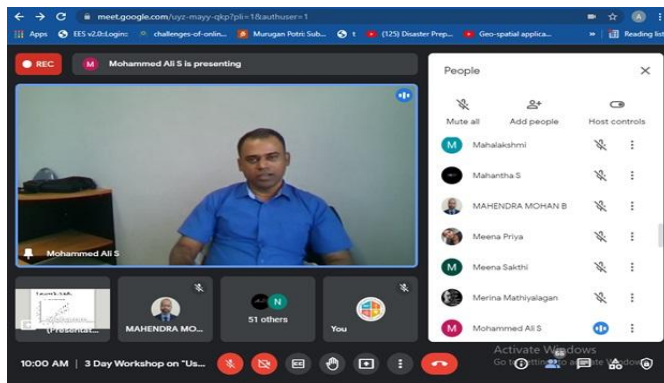 meet.google.com/uyz-mayy-qkp?pli=1&authuser=1
Apps EES v2.0::Login: challenges-of-onlin... Murugan Potri: Sub... t (125) Disaster Prep... Geo-spatial applica... » Reading list
REC M Mohammed Ali S is presenting
People
Mute all Add people Host controls
M Mahalakshmi
Mahantha S
MAHENDRA MOHAN B
Meena Priya
M Meena Sakthi
Merina Mathiyalagan
M Mohammed Ali S
Mohammed Ali S
(Presentat...
MAHENDRA MO...
N
51 others
You
Activate Windows
10:00 AM | 3 Day Workshop on "Us...